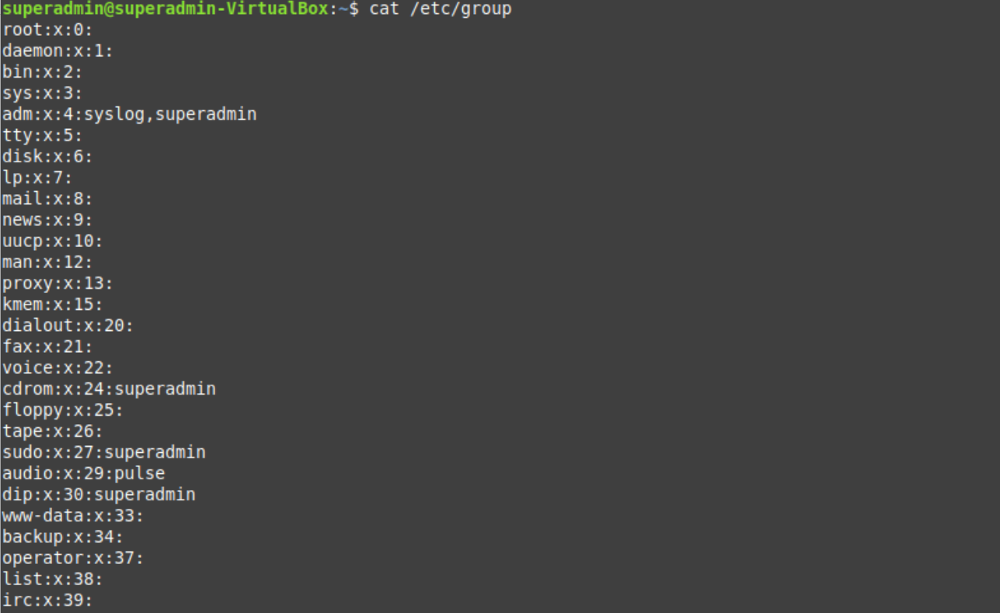 superadmin@superadmin-VirtualBox:~$ cat /etc/group
root:x:0:
daemon:x:1:
bin:x:2:
sys:x:3:
adm:x:4:syslog,superadmin
tty:x:5:
disk:x:6:
lp:x:7:
mail:x:8:
news:x:9:
uucp:x:10:
man:x:12:
proxy:x:13:
kmem:x:15:
dialout:x:20:
fax:x:21:
voice:x:22:
cdrom:x:24:superadmin
floppy:x:25:
tape:x:26:
sudo:x:27:superadmin
audio:x:29:pulse
dip:x:30:superadmin
www-data:x:33:
backup:x:34:
operator:x:37:
list:x:38:
irc:x:39: